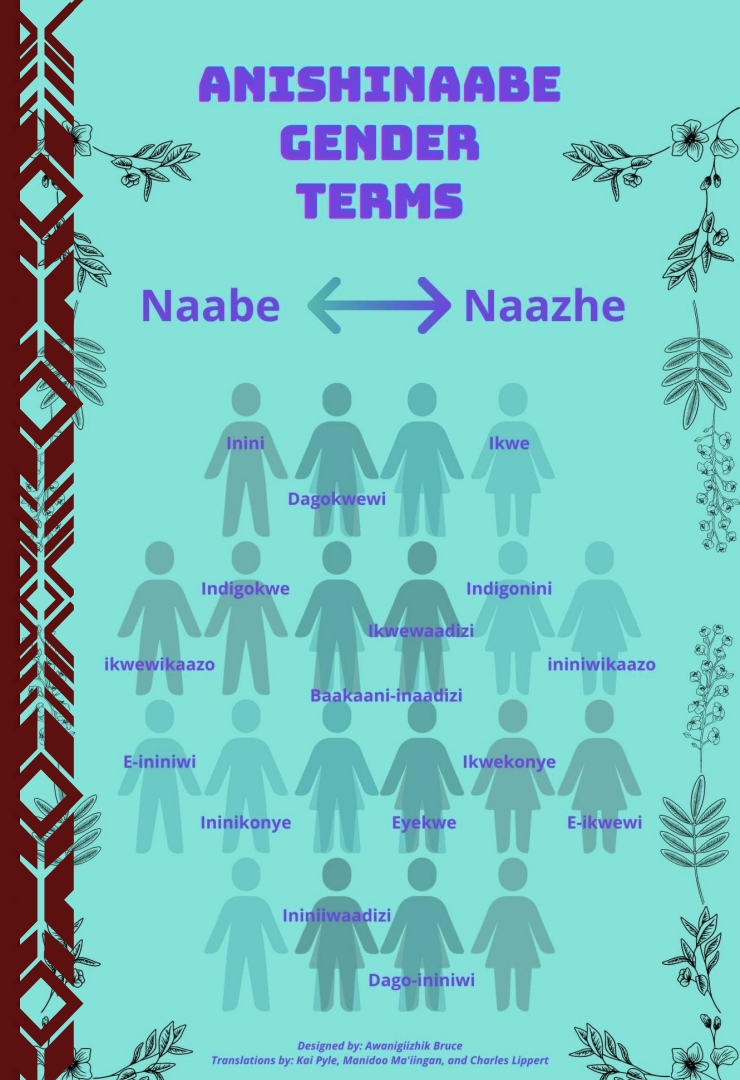 ANISHINAABE
GENDER
TERMS
Naabe Naazhe
Inini Ikwe
Dagokwewi
Indigokwe Indigonini
Ikwewaadizi
ikwewikaazo ininiwikaazo
Baakaani-inaadizi
E-ininiwi Ikwekonye
Ininikonye Eyekwe E-ikwewi
Ininiiwaadizi
Dago-ininiwi
Designed by: Awanigiizhik Bruce
Translations by: Kai Pyle, Manidoo Ma'iingan, and Charles Lippert